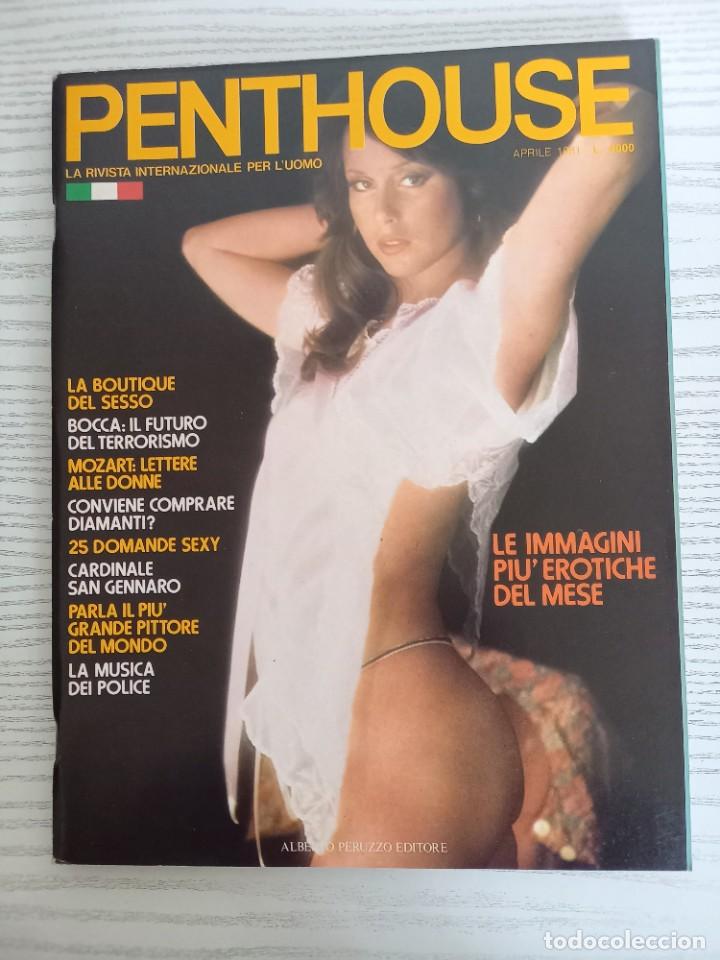 PENTHOUSE
LA RIVISTA INTERNAZIONALE PER L'UOMO
APRILE
LA BOUTIQUE
DEL SESSO
BOCCA: IL FUTURO
DEL TERRORISMO
MOZART: LETTERE
ALLE DONNE
CONVIENE COMPRARE
DIAMANTI?
25 DOMANDE SEXY
CARDINALE
SAN GENNARO
PARLA IL PIU'
GRANDE PITTORE
DEL MONDO
LA MUSICA
DEI POLICE
LE IMMAGINI
PIU' EROTICHE
DEL MESE
ALBERTO PERUZZO EDITORE
todocoleccion